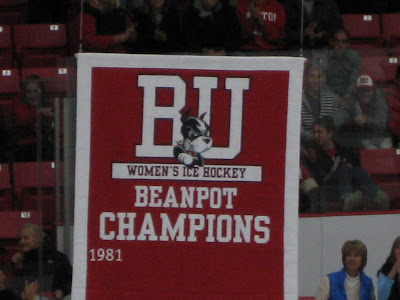 BU
WOMEN'S ICE HOCKEY
BEANPOT
CHAMPIONS
1981